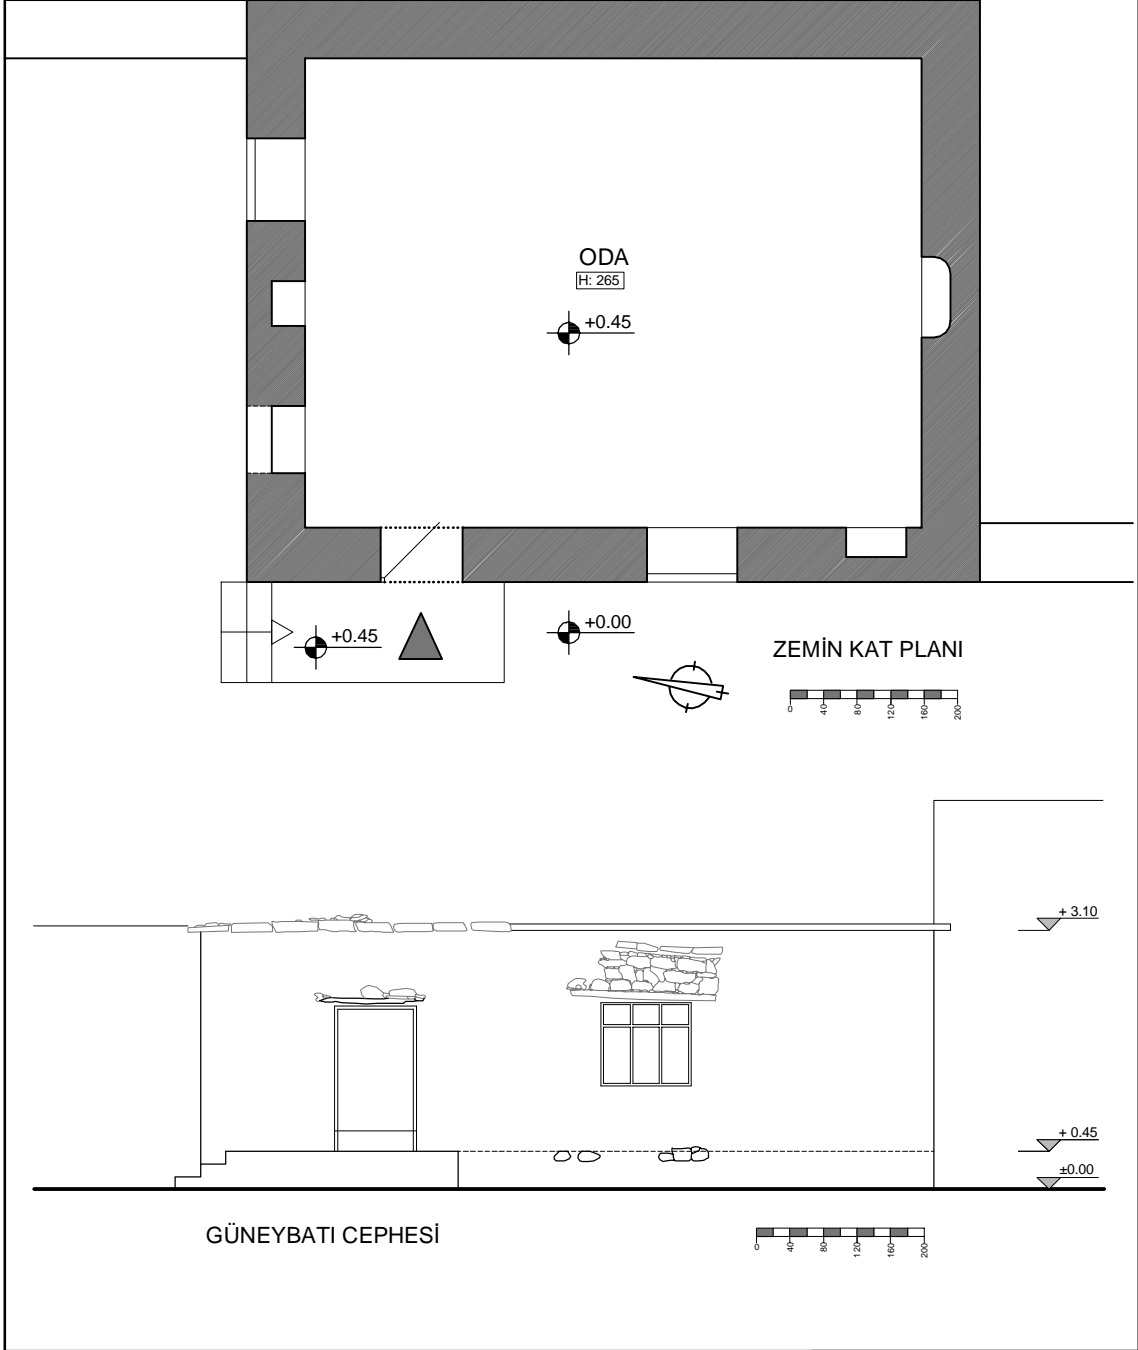 ODA
H: 265
+0.45
+0.45
+0.00
ZEMİN KAT PLANI
0 40 80 120 160 200
+ 3.10
+ 0.45
±0.00
GÜNEYBATI CEPHESİ
0 40 80 120 160 200